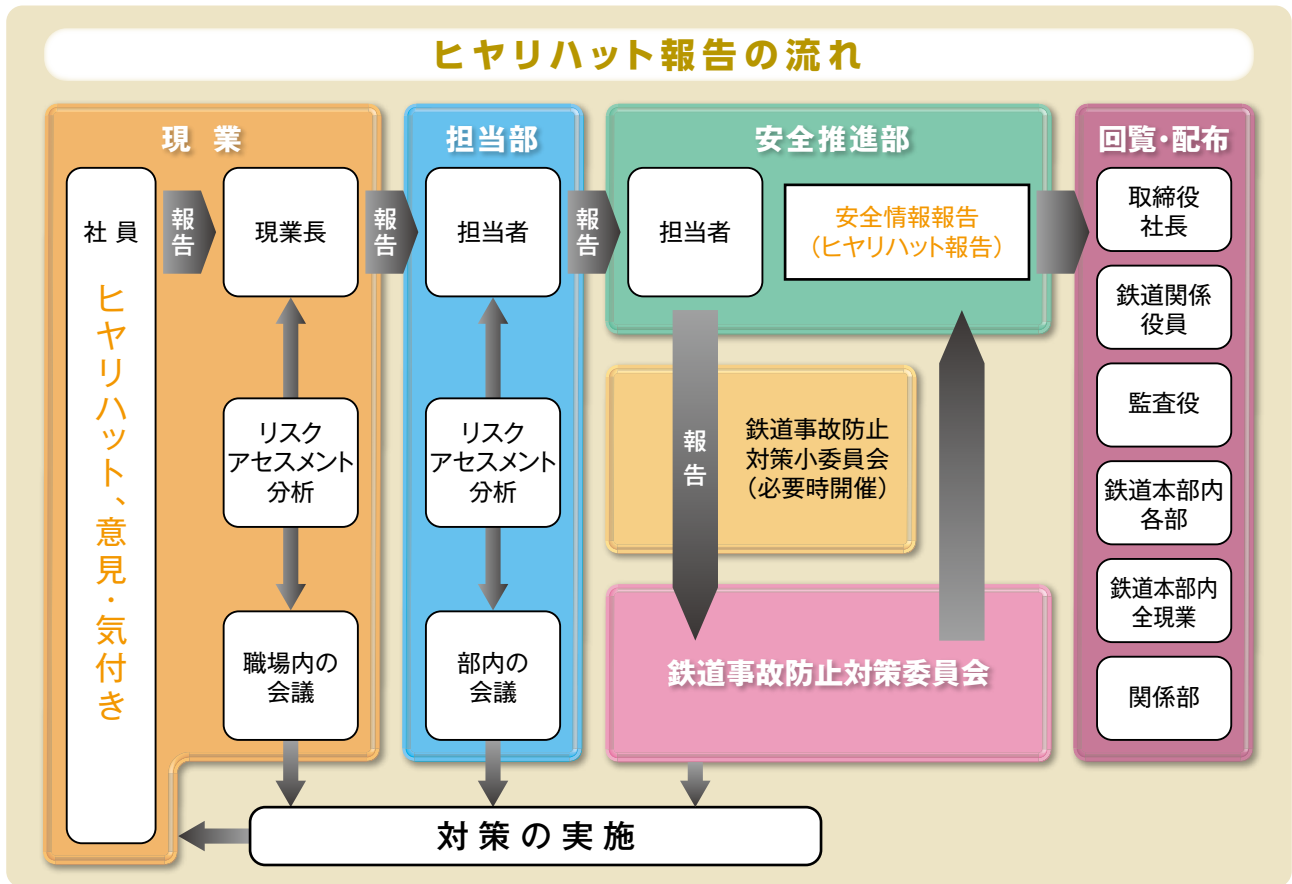 ヒヤリハット報告の流れ
現 業
社 員
ヒヤリハット、意見・気付き
報告
現業長
リスク
アセスメント
分析
職場内の
会議
報告
担当部
担当者
リスク
アセスメント
分析
部内の
会議
報告
安全推進部
担当者
安全情報報告
（ヒヤリハット報告）
報告
鉄道事故防止
対策小委員会
（必要時開催）
鉄道事故防止対策委員会
回覧・配布
取締役
社長
鉄道関係
役員
監査役
鉄道本部内
各部
鉄道本部内
全現業
関係部
対策の実施